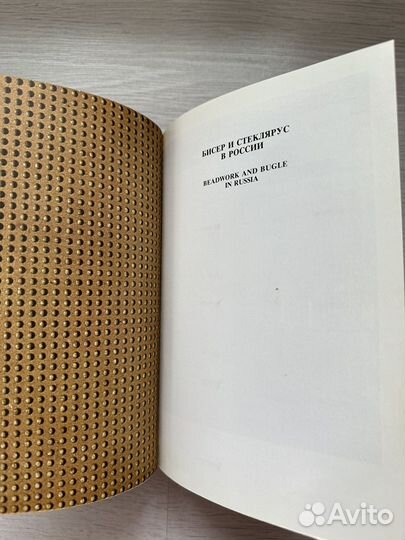 БИСЕР И СТЕКЛЯРУС
В РОССИИ
BEADWORK AND BUGLE
IN RUSSIA
Avito